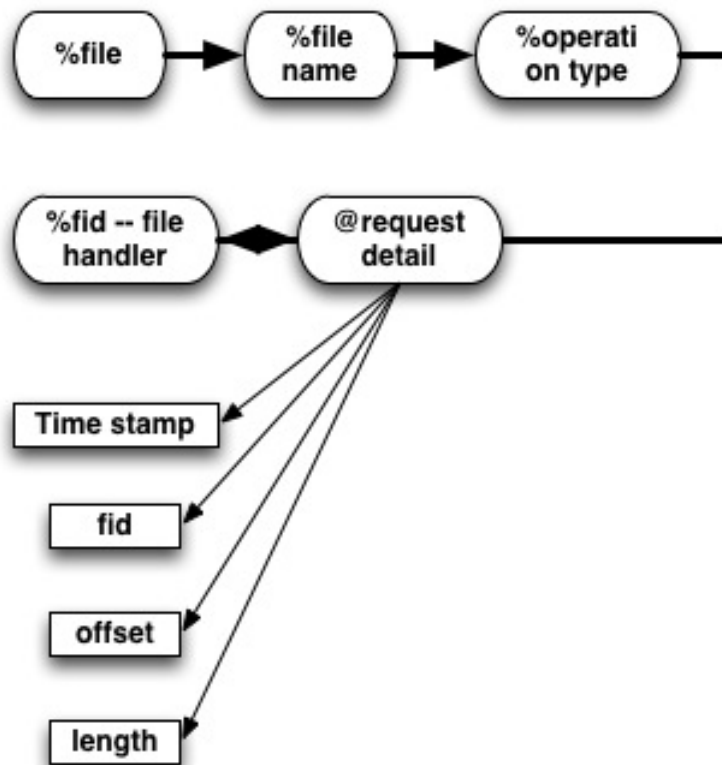 %file
%file
name
%operati
on type
%fid -- file
handler
@request
detail
Time stamp
fid
offset
length